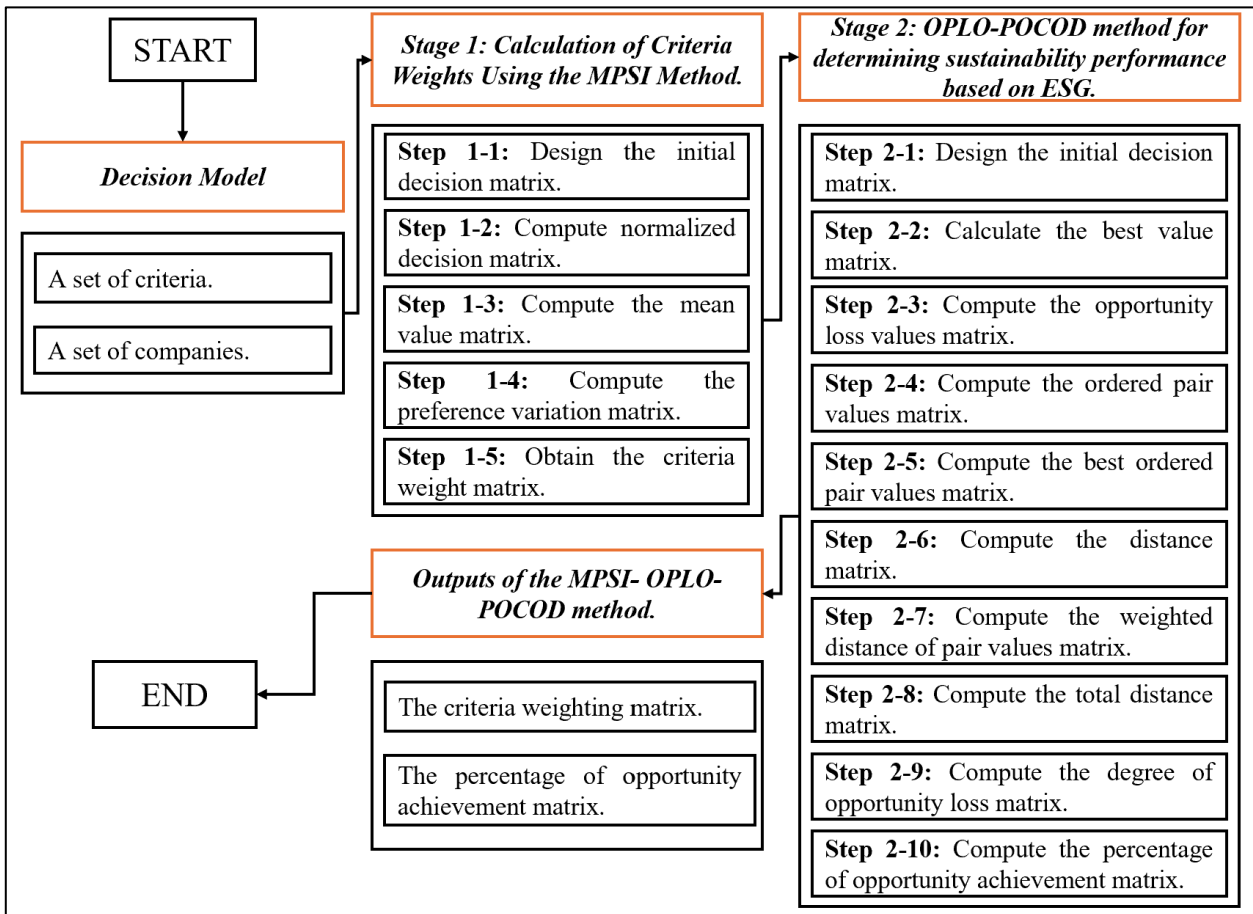 START
Decision Model
A set of criteria.
A set of companies.
Stage 1: Calculation of Criteria
Weights Using the MPSI Method.
Step 1-1: Design the initial
decision matrix.
Step 1-2: Compute normalized
decision matrix.
Step 1-3: Compute the mean
value matrix.
Step 1-4: Compute the
preference variation matrix.
Step 1-5: Obtain the criteria
weight matrix.
Stage 2: OPLO-POCOD method for
determining sustainability performance
based on ESG.
Step 2-1: Design the initial decision
matrix.
Step 2-2: Calculate the best value
matrix.
Step 2-3: Compute the opportunity
loss values matrix.
Step 2-4: Compute the ordered pair
values matrix.
Step 2-5: Compute the best ordered
pair values matrix.
Step 2-6: Compute the distance
matrix.
Step 2-7: Compute the weighted
distance of pair values matrix.
Step 2-8: Compute the total distance
matrix.
Step 2-9: Compute the degree of
opportunity loss matrix.
Step 2-10: Compute the percentage
of opportunity achievement matrix.
Outputs of the MPSI- OPLO-
POCOD method.
The criteria weighting matrix.
The percentage of opportunity
achievement matrix.
END